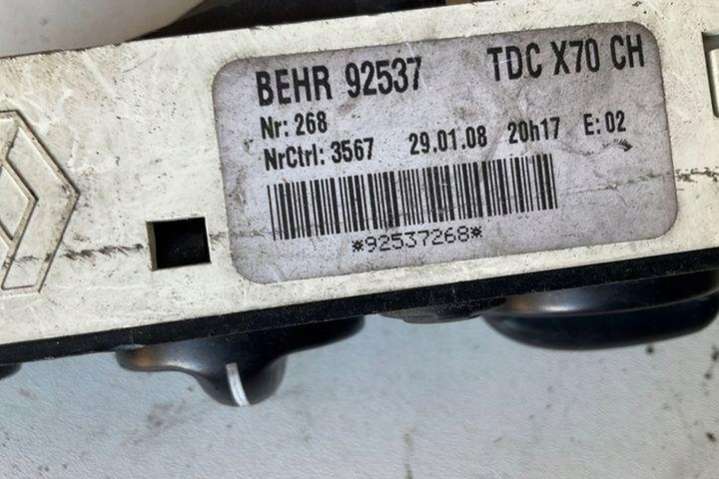 BEHR 92537 TDC X70 CH
Nr: 268
NrCtrl: 3567 29.01.08 20h17 E: 02
*92537268*